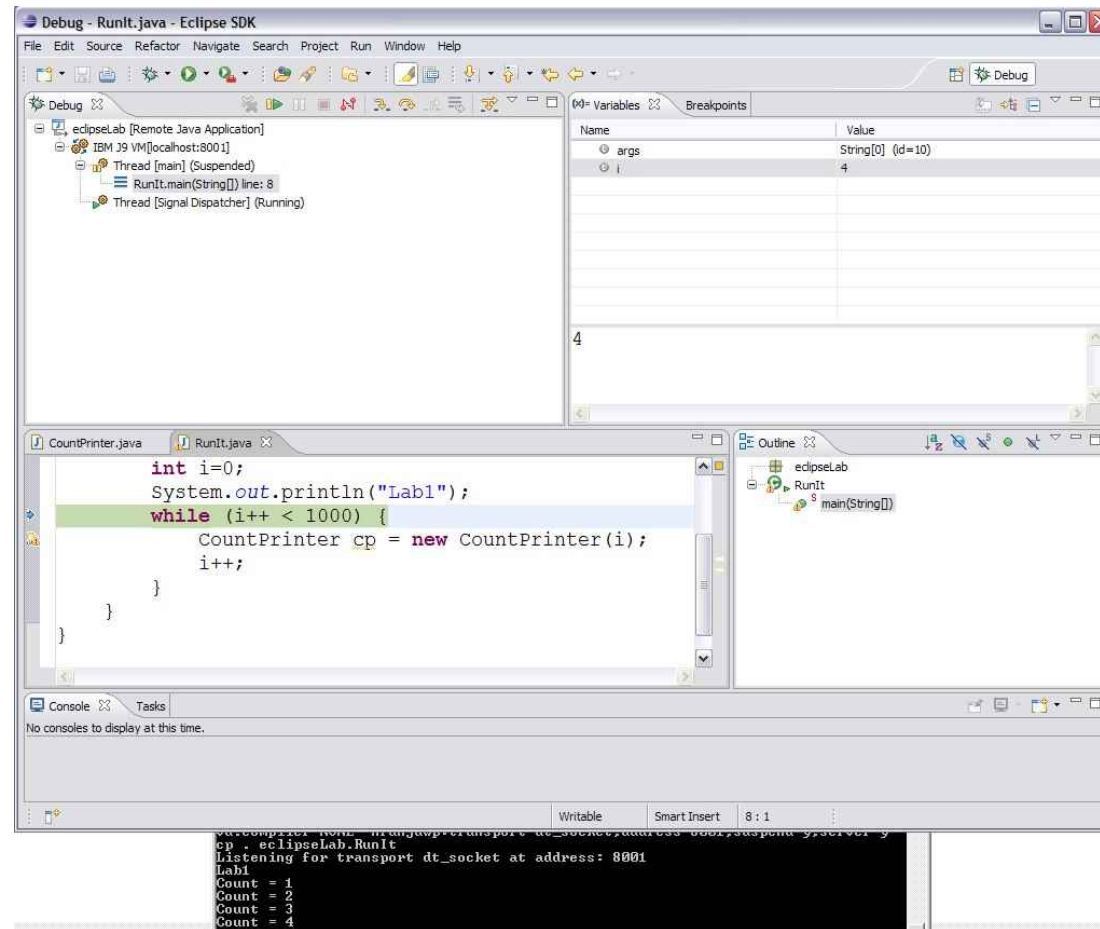 Debug - RunIt.java - Eclipse SDK
File Edit Source Refactor Navigate Search Project Run Window Help
Debug
Debug
eclipseLab [Remote Java Application]
IBM J9 VM[localhost:8001]
Thread [main] (Suspended)
RunIt.main(String[]) line: 8
Thread [Signal Dispatcher] (Running)
(x)= Variables Breakpoints
Name Value
args String[0] (id=10)
i 4
4
CountPrinter.java RunIt.java
int i=0;
System.out.println("Lab1");
while (i++ < 1000) {
CountPrinter cp = new CountPrinter(i);
i++;
}
}
}
Outline
eclipseLab
RunIt
S main(String[])
Console Tasks
No consoles to display at this time.
Writable Smart Insert 8 : 1
cp . eclipseLab.RunIt
Listening for transport dt_socket at address: 8001
Lab1
Count = 1
Count = 2
Count = 3
Count = 4